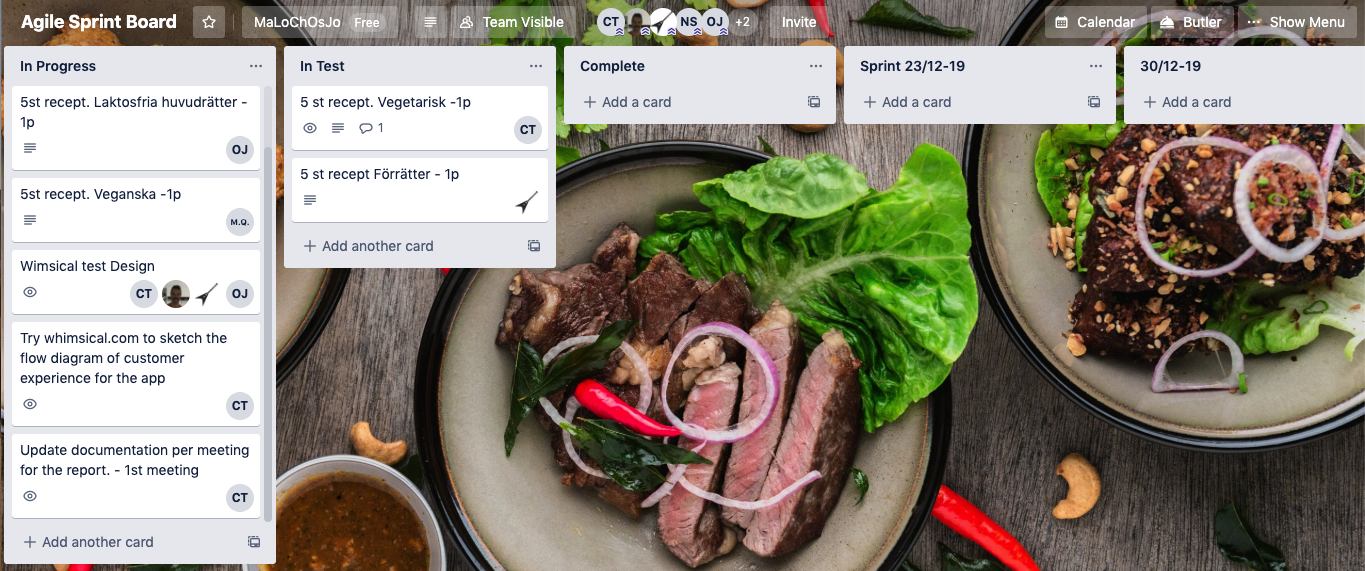 Agile Sprint Board
MaLoChOsJo Free
Team Visible
CT NS OJ +2
Invite
Calendar
Butler
Show Menu
In Progress
5st recept. Laktosfria huvudrätter -
1p
OJ
5st recept. Veganska -1p
M.Q.
Wimsical test Design
CT OJ
Try whimsical.com to sketch the
flow diagram of customer
experience for the app
CT
Update documentation per meeting
for the report. - 1st meeting
CT
+ Add another card
In Test
5 st recept. Vegetarisk -1p
1
CT
5 st recept Förrätter - 1p
+ Add another card
Complete
+ Add a card
Sprint 23/12-19
+ Add a card
30/12-19
+ Add a card